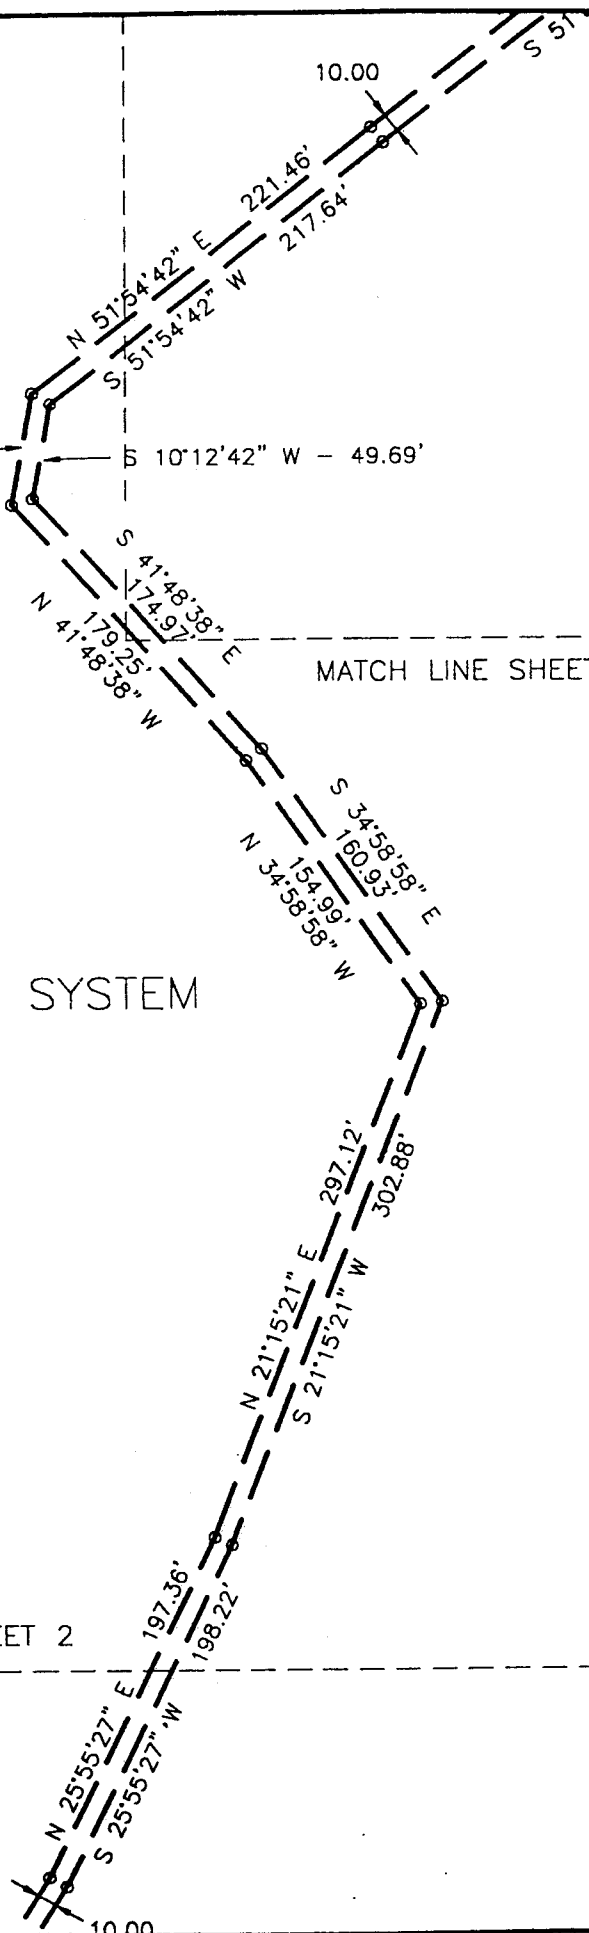 S 51
10.00
221.46'
217.64'
N 51°54'42" E
S 51°54'42" W
S 10°12'42" W - 49.69'
S 41°48'38" E
174.97'
179.25'
N 41°48'38" W
MATCH LINE SHEET
S 34°58'58" E
160.93'
154.99'
N 34°58'58" W
SYSTEM
297.12'
302.88'
N 21°15'21" E
S 21°15'21" W
197.36'
198.22'
EET 2
N 25°55'27" E
S 25°55'27" W
10.00